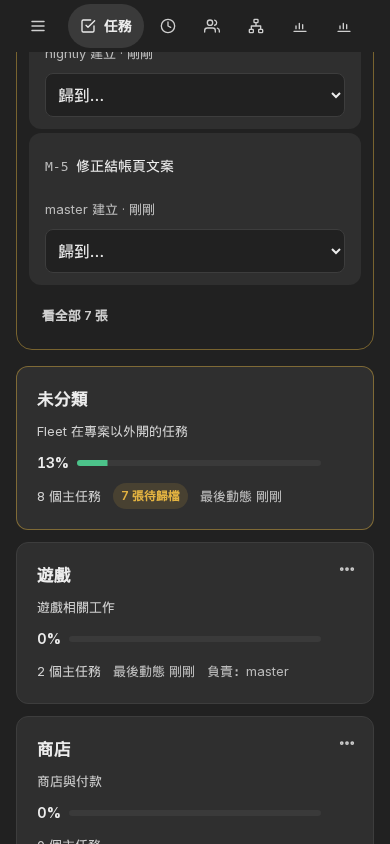 任務
nightly 建立 · 剛剛
歸到...
M-5 修正結帳頁文案
master 建立 · 剛剛
歸到...
看全部 7 張
未分類
Fleet 在專案以外開的任務
13%
8 個主任務 7 張待歸檔 最後動態 剛剛
遊戲
遊戲相關工作
0%
2 個主任務 最後動態 剛剛 負責: master
商店
商店與付款
0%